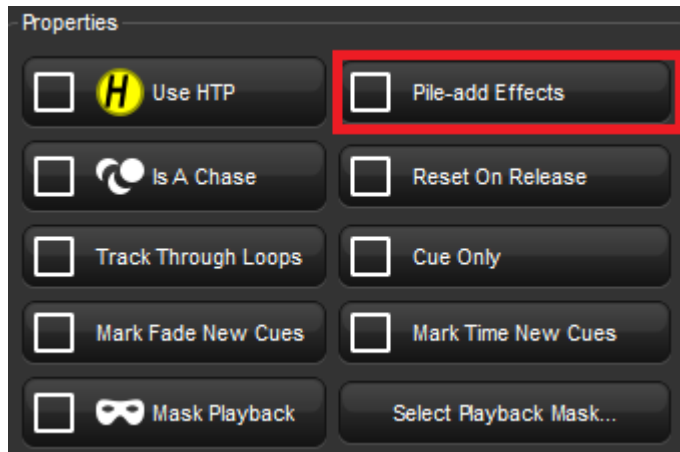 Properties
H Use HTP
Pile-add Effects
Is A Chase
Reset On Release
Track Through Loops
Cue Only
Mark Fade New Cues
Mark Time New Cues
Mask Playback
Select Playback Mask...